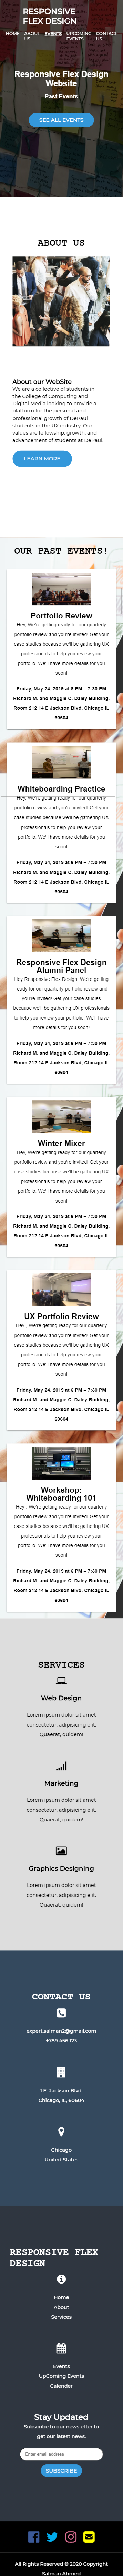 RESPONSIVE
FLEX DESIGN
HOME
ABOUT
US
EVENTS
UPCOMING
EVENTS
CONTACT
US
Responsive Flex Design
Website
Past Events
SEE ALL EVENTS
ABOUT US
About our WebSite
We are a collective of students in
the College of Computing and
Digital Media looking to provide a
platform for the personal and
professional growth of DePaul
students in the UX industry. Our
values are fellowship, growth, and
advancement of students at DePaul.
LEARN MORE
OUR PAST EVENTS!
Portfolio Review
Hey, We're getting ready for our quarterly
portfolio review and you're invited! Get your
case studies because we'll be gathering UX
professionals to help you review your
portfolio. We'll have more details for you
soon!
Friday, May 24, 2019 at 6 PM – 7:30 PM
Richard M. and Maggie C. Daley Building,
Room 212 14 E Jackson Blvd, Chicago IL
60604
Whiteboarding Practice
Hey, We're getting ready for our quarterly
portfolio review and you're invited! Get your
case studies because we'll be gathering UX
professionals to help you review your
portfolio. We'll have more details for you
soon!
Friday, May 24, 2019 at 6 PM – 7:30 PM
Richard M. and Maggie C. Daley Building,
Room 212 14 E Jackson Blvd, Chicago IL
60604
Responsive Flex Design
Alumni Panel
Hey Responsive Flex Design. We're getting
ready for our quarterly portfolio review and
you're invited! Get your case studies
because we'll be gathering UX professionals
to help you review your portfolio. We'll have
more details for you soon!
Friday, May 24, 2019 at 6 PM – 7:30 PM
Richard M. and Maggie C. Daley Building,
Room 212 14 E Jackson Blvd, Chicago IL
60604
Winter Mixer
Hey, We're getting ready for our quarterly
portfolio review and you're invited! Get your
case studies because we'll be gathering UX
professionals to help you review your
portfolio. We'll have more details for you
soon!
Friday, May 24, 2019 at 6 PM – 7:30 PM
Richard M. and Maggie C. Daley Building,
Room 212 14 E Jackson Blvd, Chicago IL
60604
UX Portfolio Review
Hey , We're getting ready for our quarterly
portfolio review and you're invited! Get your
case studies because we'll be gathering UX
professionals to help you review your
portfolio. We'll have more details for you
soon!
Friday, May 24, 2019 at 6 PM – 7:30 PM
Richard M. and Maggie C. Daley Building,
Room 212 14 E Jackson Blvd, Chicago IL
60604
Workshop:
Whiteboarding 101
Hey , We're getting ready for our quarterly
portfolio review and you're invited! Get your
case studies because we'll be gathering UX
professionals to help you review your
portfolio. We'll have more details for you
soon!
Friday, May 24, 2019 at 6 PM – 7:30 PM
Richard M. and Maggie C. Daley Building,
Room 212 14 E Jackson Blvd, Chicago IL
60604
SERVICES
Web Design
Lorem ipsum dolor sit amet
consectetur, adipisicing elit.
Quaerat, quidem!
Marketing
Lorem ipsum dolor sit amet
consectetur, adipisicing elit.
Quaerat, quidem!
Graphics Designing
Lorem ipsum dolor sit amet
consectetur, adipisicing elit.
Quaerat, quidem!
CONTACT US
expert.salman2@gmail.com
+789 456 123
1 E. Jackson Blvd.
Chicago, IL, 60604
Chicago
United States
RESPONSIVE FLEX
DESIGN
Home
About
Services
Events
UpComing Events
Calender
Stay Updated
Subscribe to our newsletter to
get our latest news.
Enter email address
SUBSCRIBE
All Rights Reserved © 2020 Copyright
Salman Ahmed